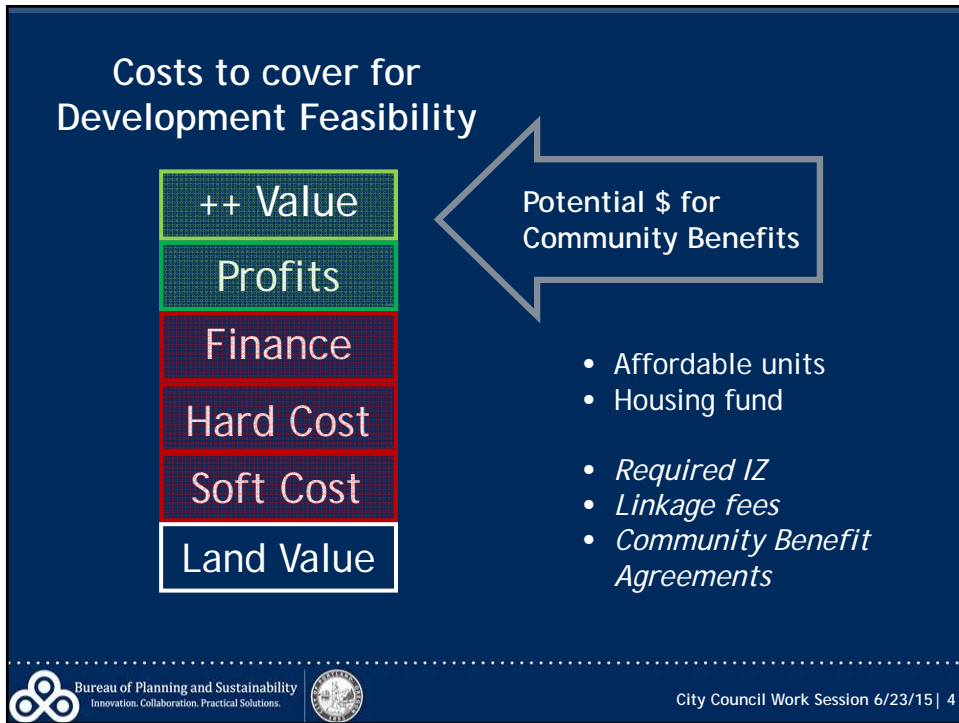 Costs to cover for
Development Feasibility
++ Value
Profits
Finance
Hard Cost
Soft Cost
Land Value
Potential $ for
Community Benefits
• Affordable units
• Housing fund
• Required IZ
• Linkage fees
• Community Benefit
Agreements
Bureau of Planning and Sustainability
Innovation. Collaboration. Practical Solutions.
City Council Work Session 6/23/15| 4